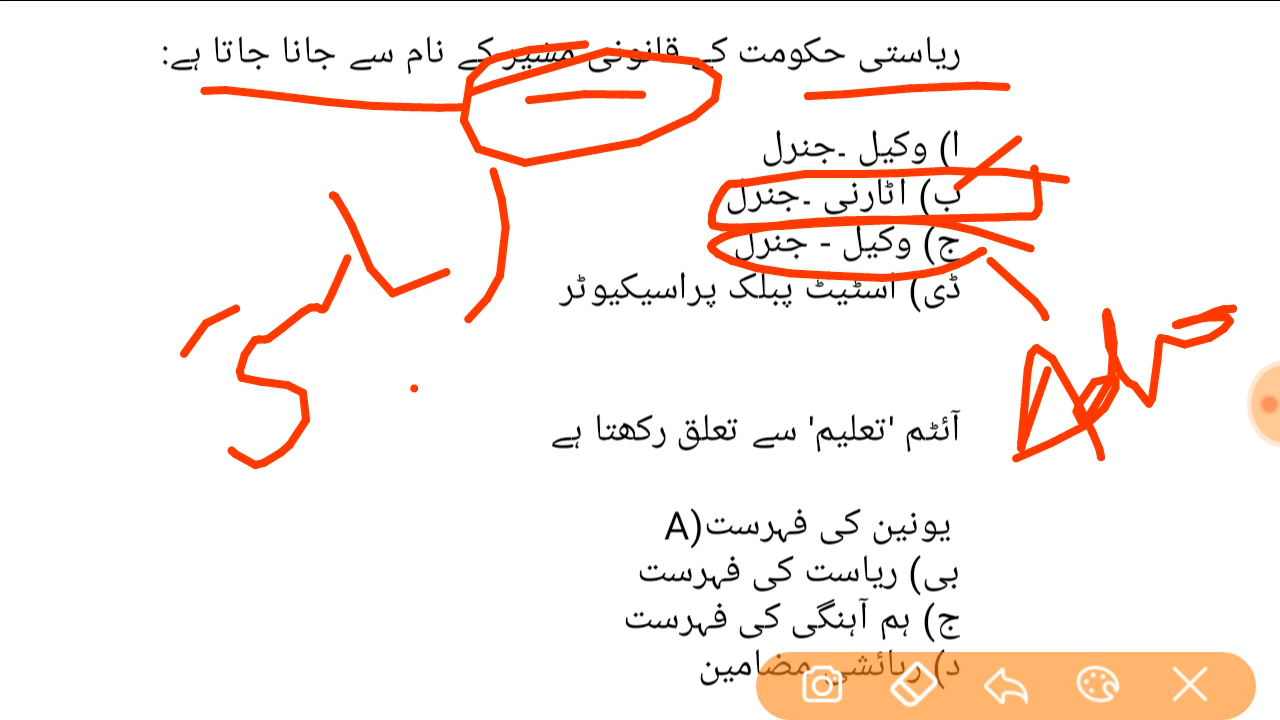 ریاستی حکومت کے قانونی مشیر کے نام سے جانا جاتا ہے:
ا) وکیل ۔جنرل
ب) اٹارنی ۔جنرل
ج) وکیل - جنرل
ڈی) اسٹیٹ پبلک پراسیکیوٹر
آئٹم 'تعلیم' سے تعلق رکھتا ہے
یونین کی فہرست(A
بی) ریاست کی فہرست
ج) ہم آہنگی کی فہرست
د) رہائشی مضامین